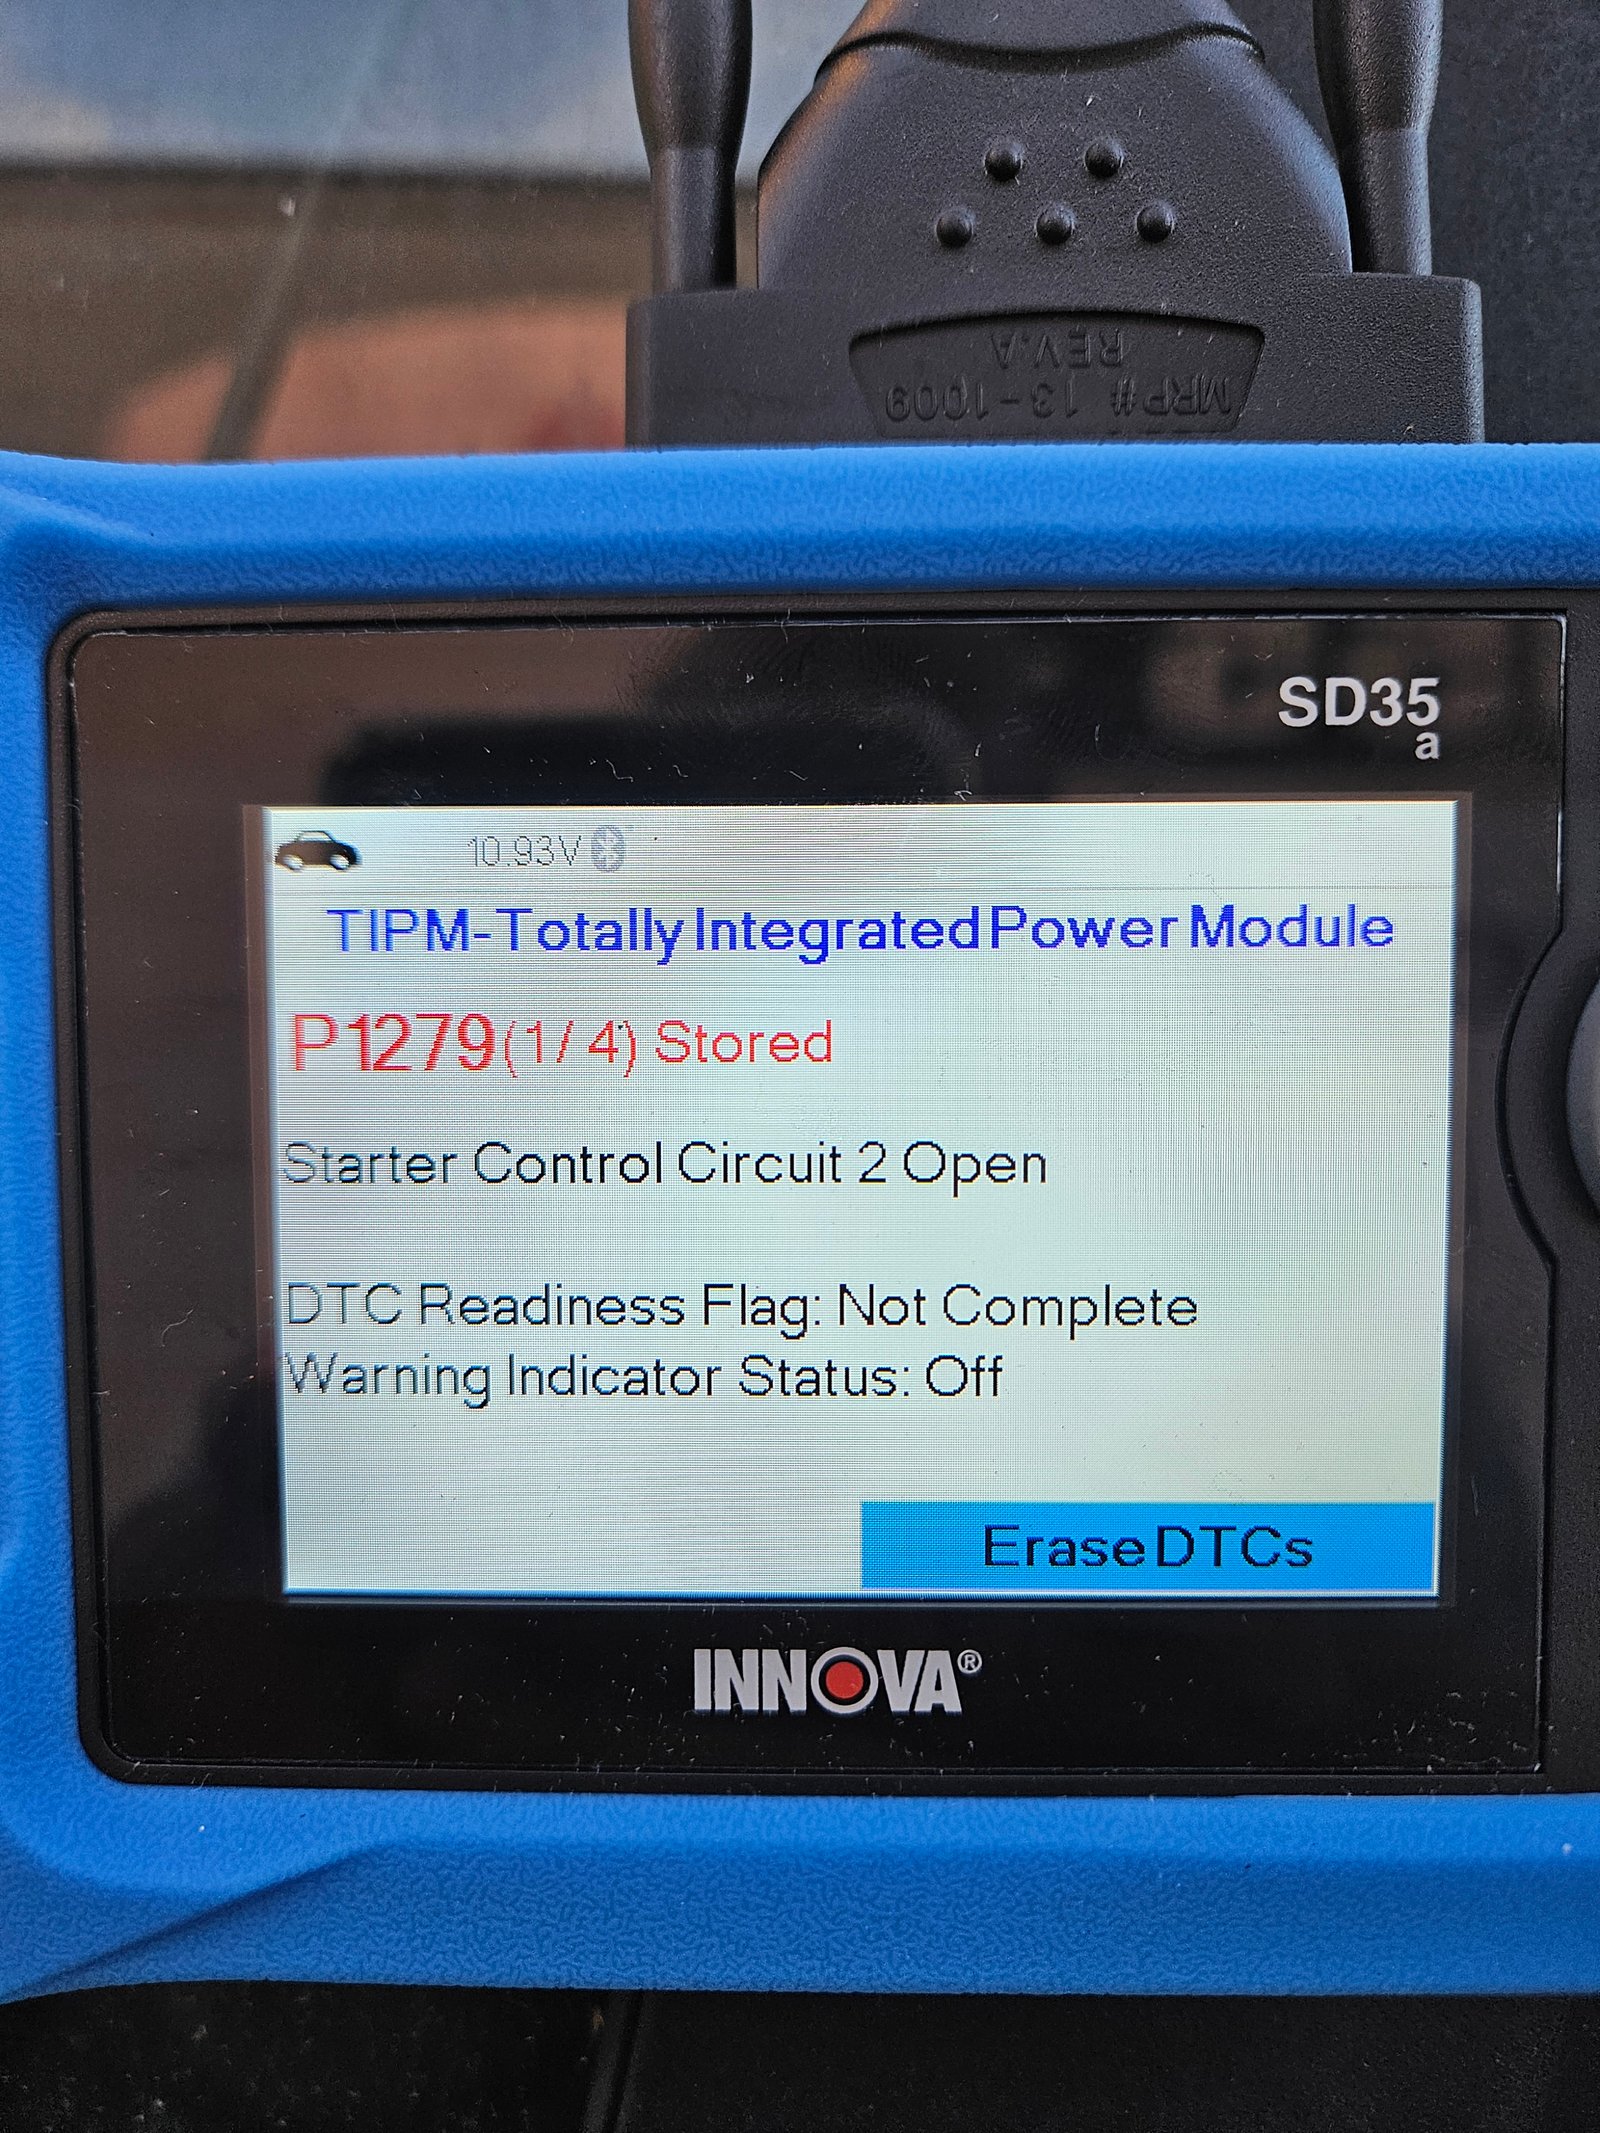 REV.A
MRP# 13-1009
SD35
a
10.93V
TIPM-Totally Integrated Power Module
P1279(1/4) Stored
Starter Control Circuit 2 Open
DTC Readiness Flag: Not Complete
Warning Indicator Status: Off
Erase DTCs
INNOVA®